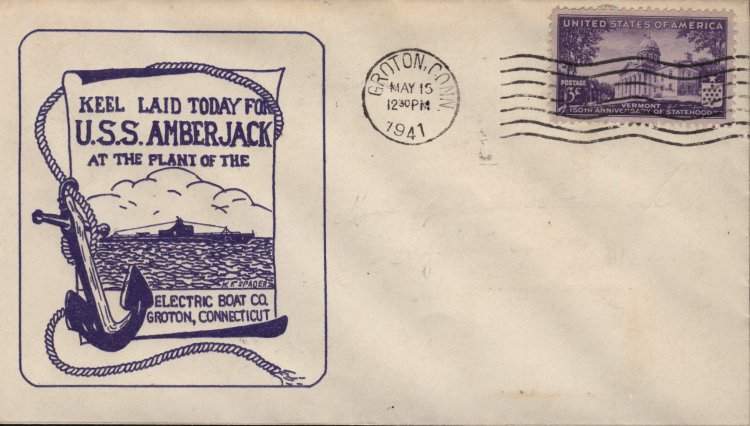 KEEL LAID TODAY FOR
U.S.S. AMBERJACK
AT THE PLANT OF THE
ELECTRIC BOAT CO.
GROTON, CONNECTICUT
GROTON, CONN.
MAY 15
12 30 PM
1941
UNITED STATES OF AMERICA
POSTAGE
3¢
VERMONT
150TH ANNIVERSARY OF STATEHOOD